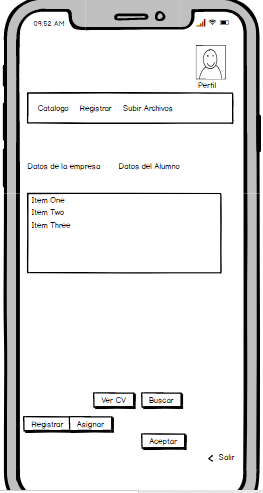 09:52 AM
Perfil
Catalogo Registrar Subir Archivos
Datos de la empresa Datos del Alumno
Item One
Item Two
Item Three
Ver CV Buscar
Registrar Asignar
Aceptar
Salir